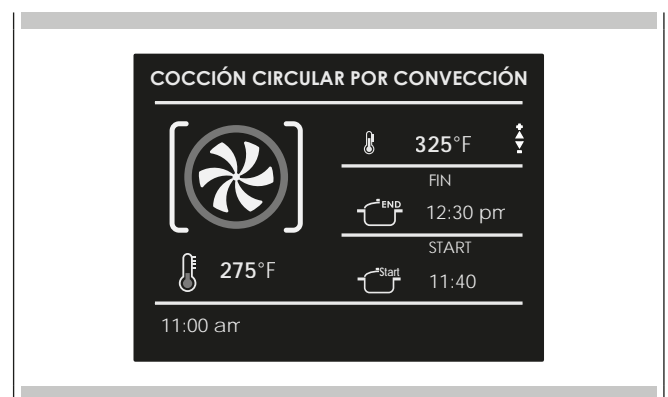 COCCIÓN CIRCULAR POR CONVECCIÓN
325°F
FIN
END 12:30 pm
START
Start 11:40
275°F
11:00 am